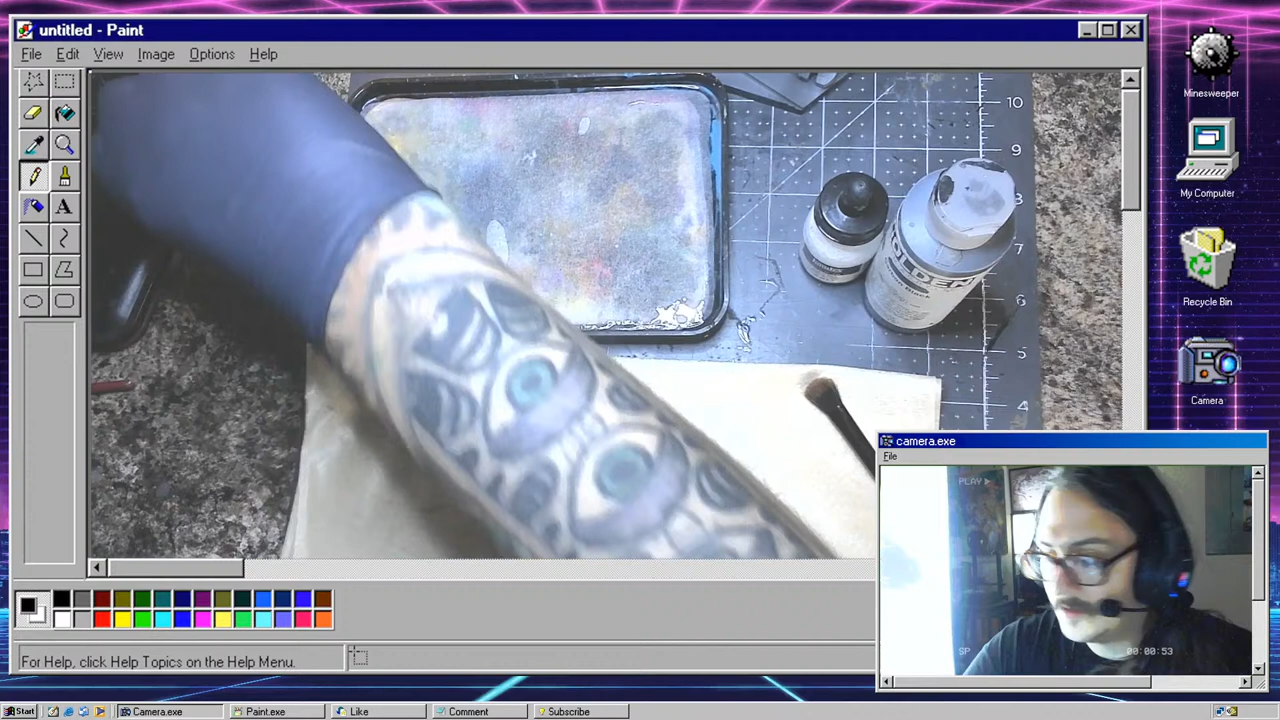 untitled - Paint
File Edit View Image Options Help
10
9
8
7
6
5
4
Minesweeper
My Computer
Recycle Bin
Camera
GOLDEN
camera.exe
File
PLAY
SP
00:00:53
For Help, click Help Topics on the Help Menu.
Start Camera.exe Paint.exe Like Comment Subscribe